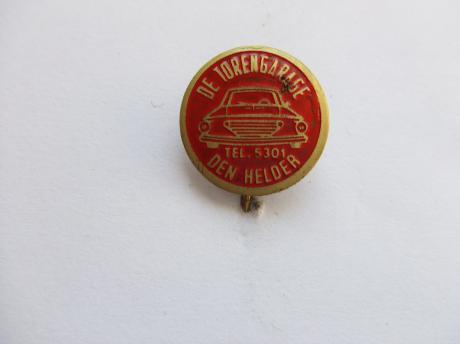 DE TORENGARAGE
TEL. 5301
DEN HELDER